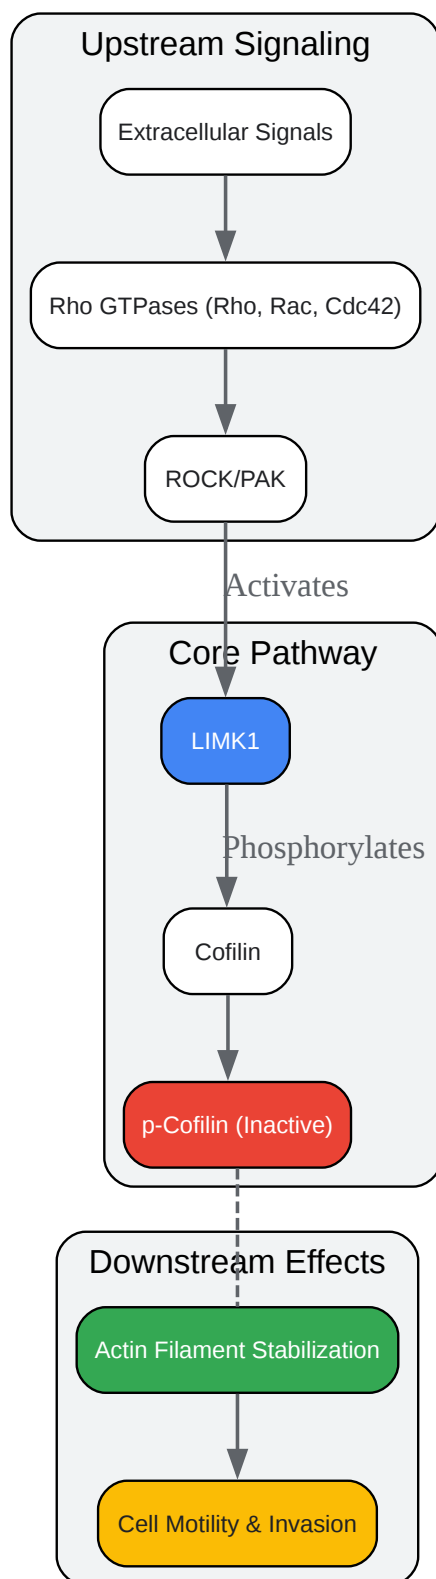 Upstream Signaling
Extracellular Signals
Rho GTPases (Rho, Rac, Cdc42)
ROCK/PAK
Activates
Core Pathway
LIMK1
Phosphorylates
Cofilin
p-Cofilin (Inactive)
Downstream Effects
Actin Filament Stabilization
Cell Motility & Invasion